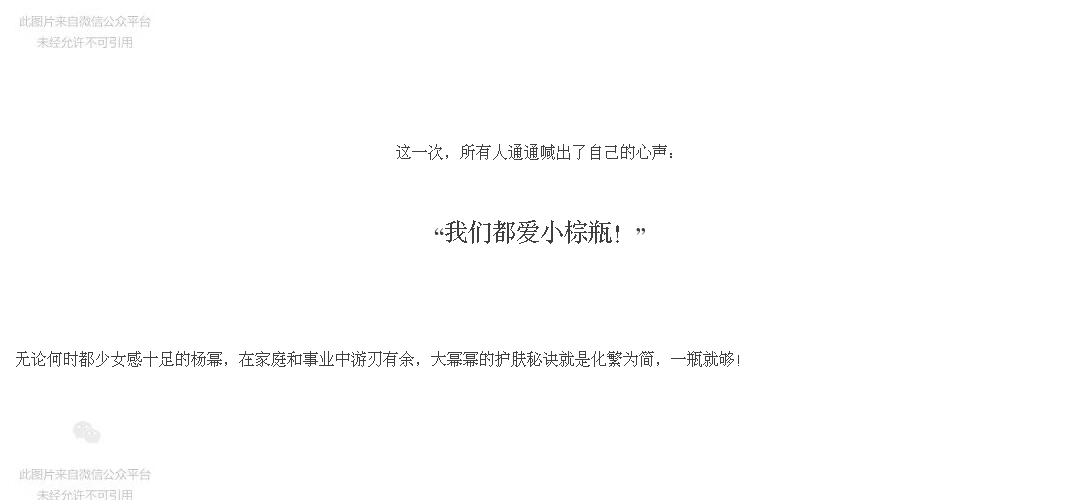 此图片来自微信公众平台
未经允许不可引用
这一次，所有人通通喊出了自己的心声：
“我们都爱小棕瓶！”
无论何时都少女感十足的杨幂，在家庭和事业中游刃有余，大幂幂的护肤秘诀就是化繁为简，一瓶就够！
此图片来自微信公众平台
未经允许不可引用